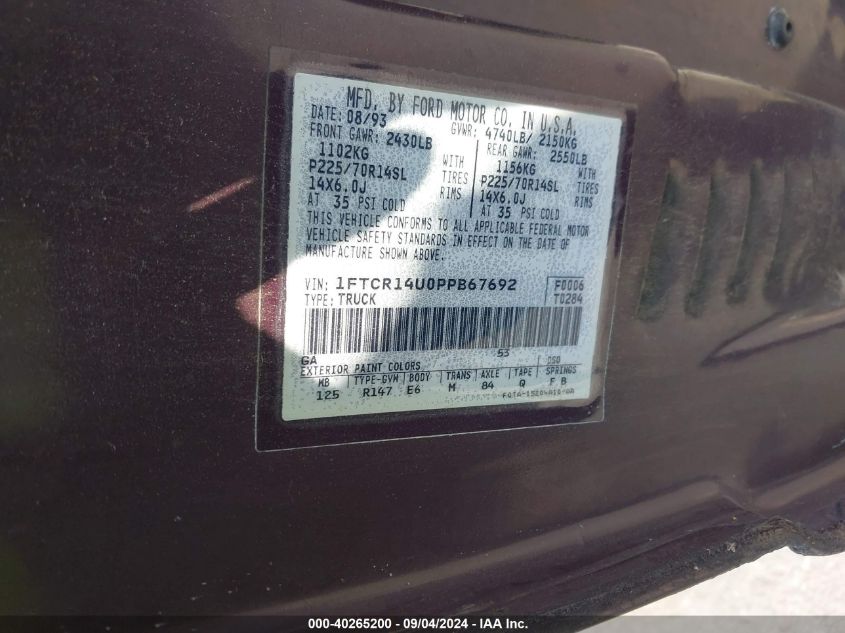 MFD. BY FORD MOTOR CO. IN U.S.A.
DATE: 08/93 GVWR: 4740LB/ 2150KG
FRONT GAWR: 2430LB REAR GAWR: 2550LB
1102KG WITH 1156KG WITH
P225/70R14SL TIRES P225/70R14SL TIRES
14X6.0J RIMS 14X6.0J RIMS
AT 35 PSI COLD AT 35 PSI COLD
THIS VEHICLE CONFORMS TO ALL APPLICABLE FEDERAL MOTOR
VEHICLE SAFETY STANDARDS IN EFFECT ON THE DATE OF
MANUFACTURE SHOWN ABOVE.
VIN: 1FTCR14U0PPB67692 F0006
TYPE: TRUCK T0284
GA 53
EXTERIOR PAINT COLORS DSO
WB TYPE-GVW BODY TRANS AXLE TAPE SPRINGS
125 R147 E6 M 84 Q F B
000-40265200 - 09/04/2024 - IAA Inc.